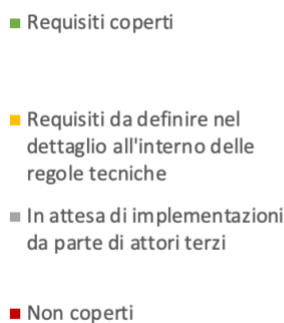 Requisiti coperti
Requisiti da definire nel
dettaglio all'interno delle
regole tecniche
In attesa di implementazioni
da parte di attori terzi
Non coperti